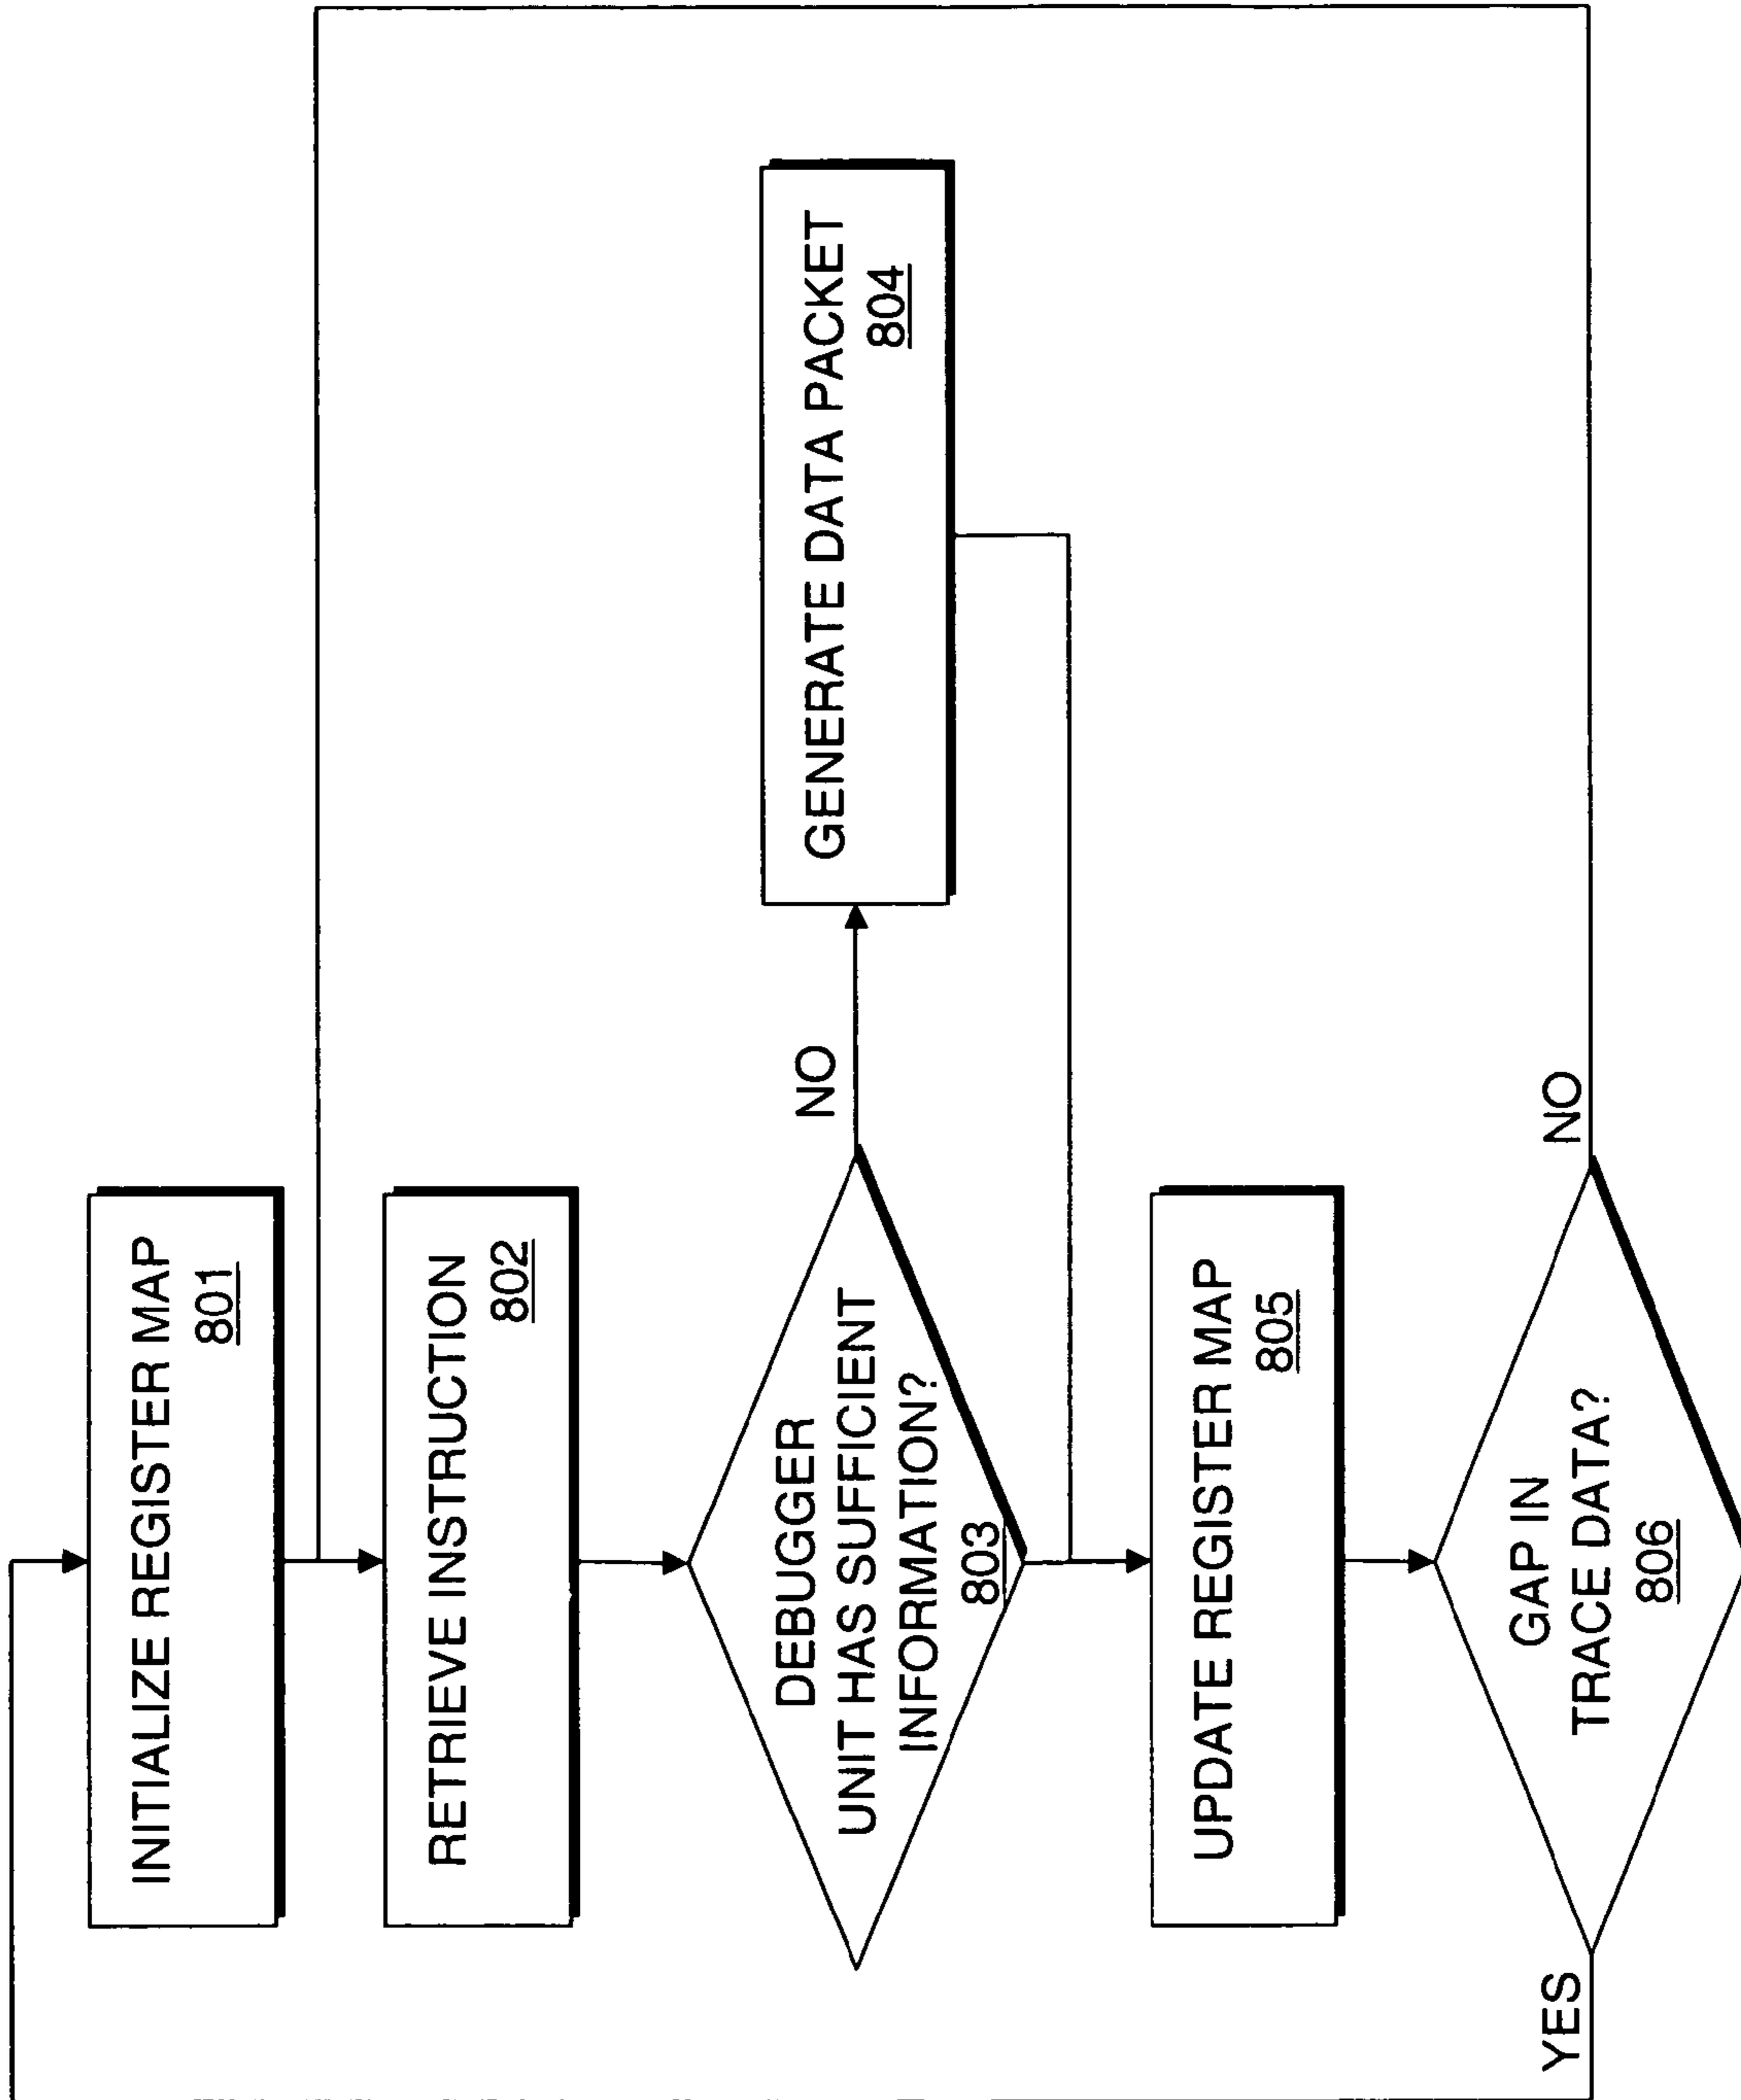 INITIALIZE REGISTER MAP
801
RETRIEVE INSTRUCTION
802
DEBUGGER
UNIT HAS SUFFICIENT
INFORMATION?
803
NO
GENERATE DATA PACKET
804
UPDATE REGISTER MAP
805
GAP IN
TRACE DATA?
806
YES
NO